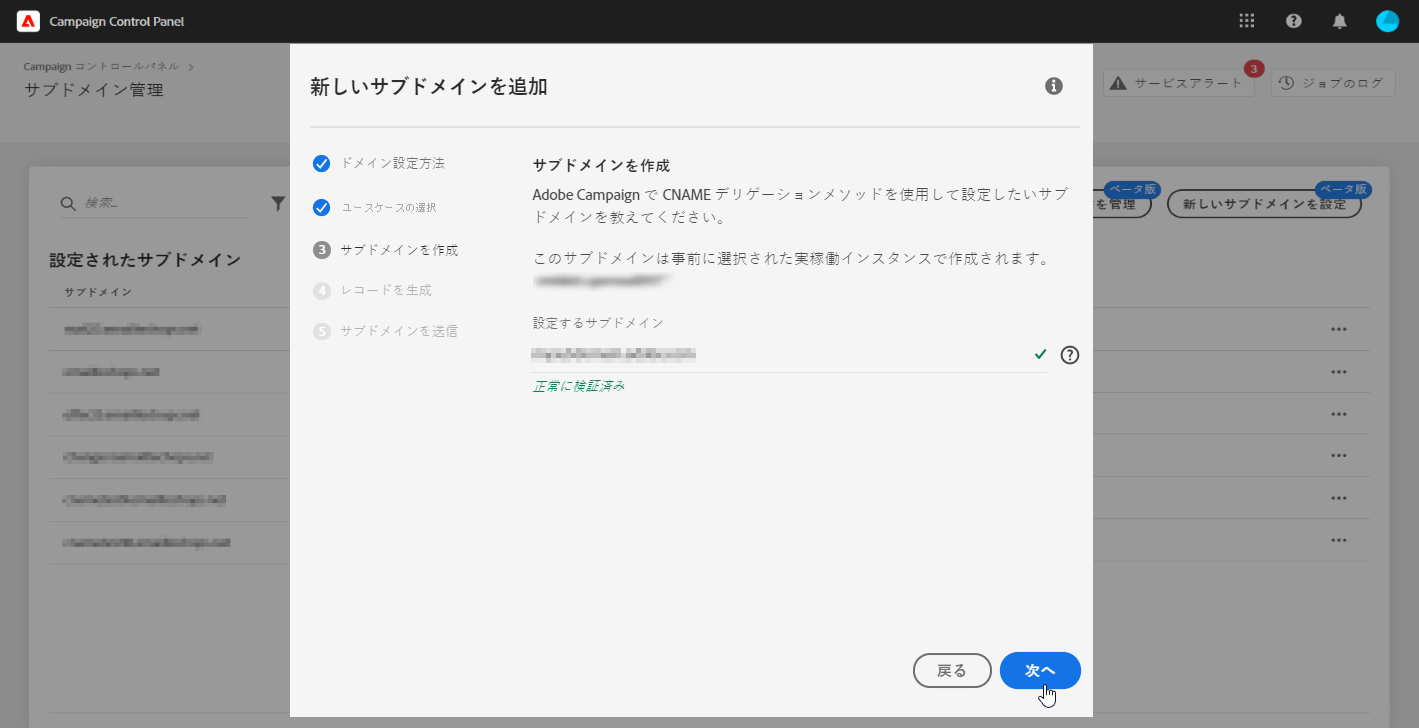 Campaign Control Panel
Campaign コントロールパネル
サブドメイン管理
サービスアラート
3
ジョブのログ
検索...
ベータ版
を管理
ベータ版
新しいサブドメインを設定
設定されたサブドメイン
サブドメイン
新しいサブドメインを追加
ドメイン設定方法
ユースケースの選択
3 サブドメインを作成
4 レコードを生成
5 サブドメインを送信
サブドメインを作成
Adobe Campaign で CNAME デリゲーションメソッドを使用して設定したいサブ
ドメインを教えてください。
このサブドメインは事前に選択された実稼働インスタンスで作成されます。
設定するサブドメイン
正常に検証済み
戻る
次へ